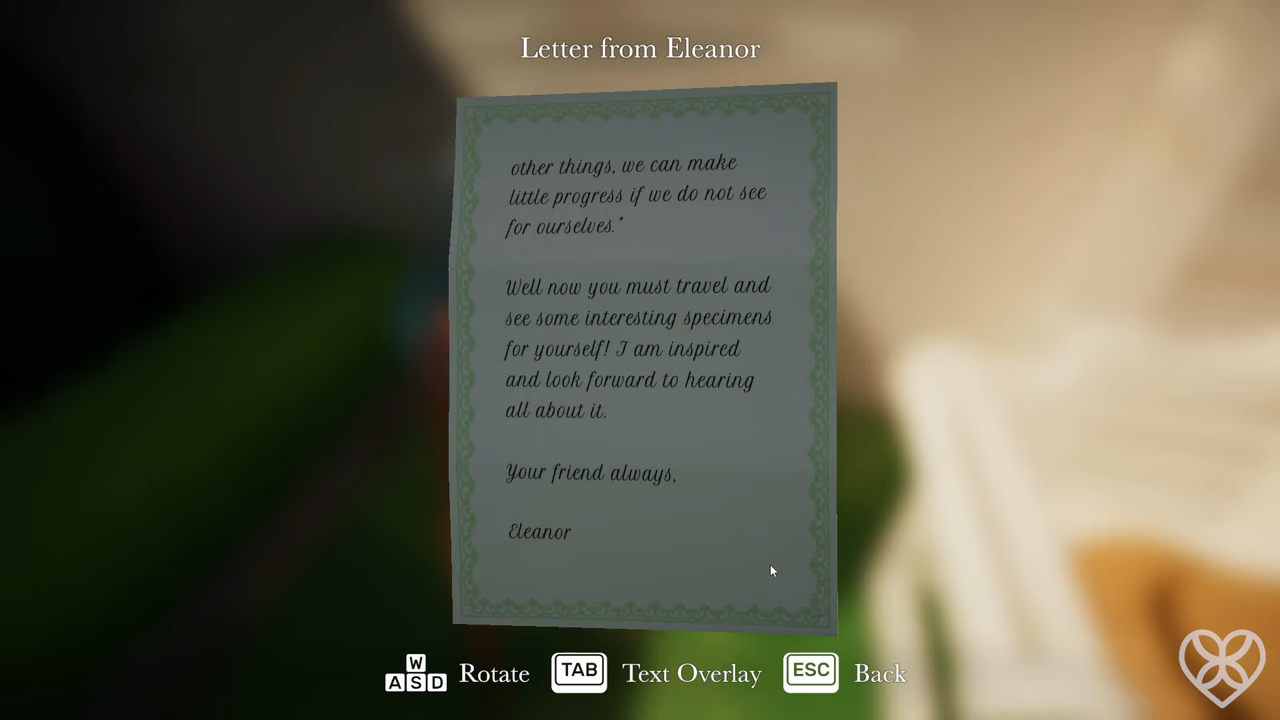 Letter from Eleanor
other things, we can make
little progress if we do not see
for ourselves."
Well now you must travel and
see some interesting specimens
for yourself! I am inspired
and look forward to hearing
all about it.
Your friend always,
Eleanor
W
A S D Rotate TAB Text Overlay ESC Back